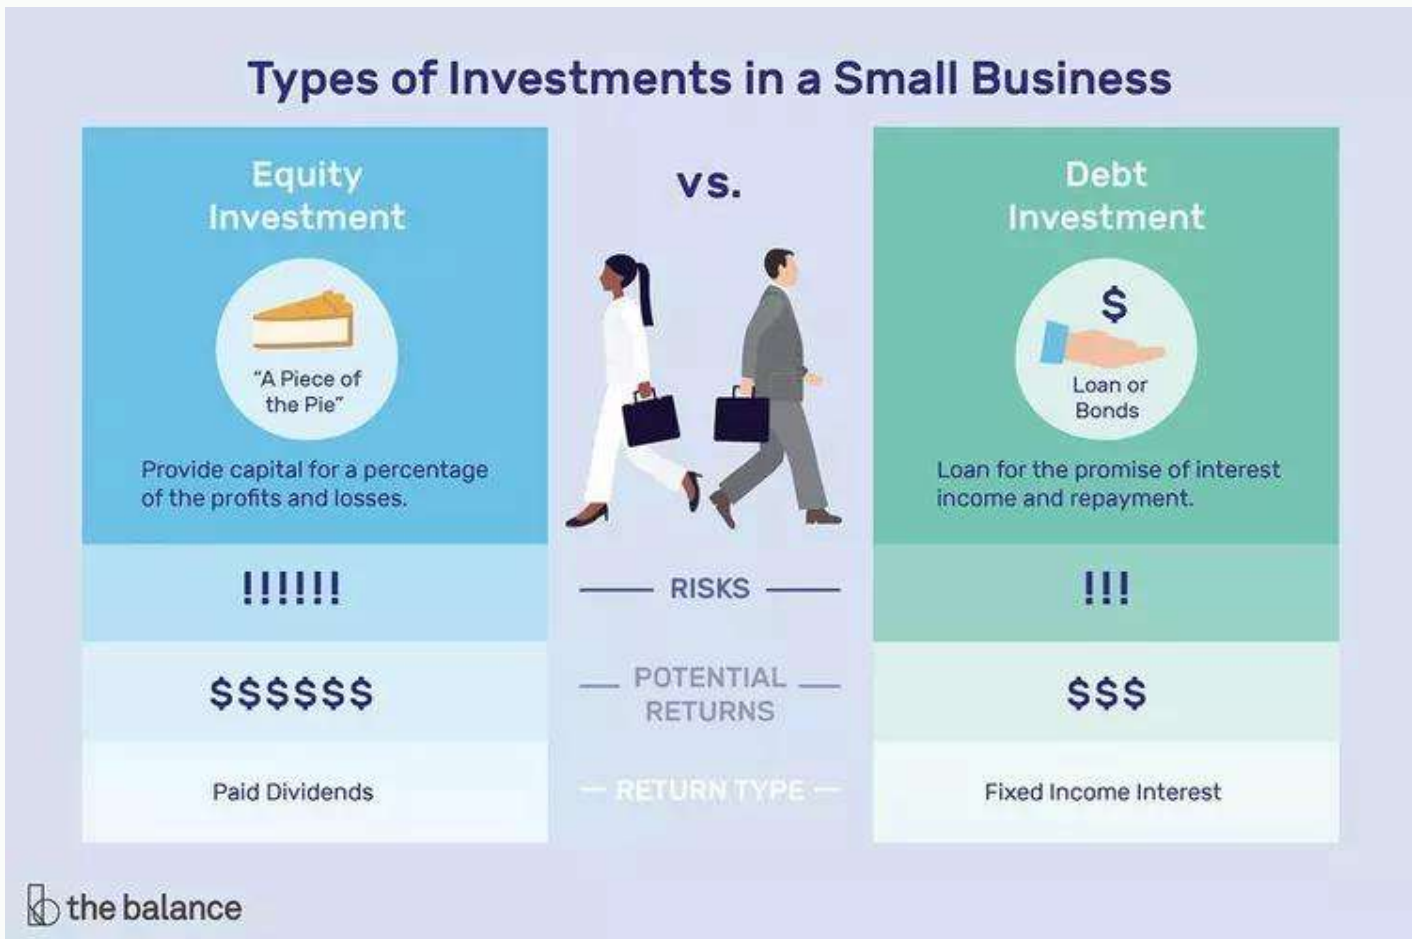 Types of Investments in a Small Business
Equity
Investment
"A Piece of
the Pie"
Provide capital for a percentage
of the profits and losses.
vs.
Debt
Investment
$
Loan or
Bonds
Loan for the promise of interest
income and repayment.
!!!!!!
RISKS
!!!
$$$$$$
POTENTIAL
RETURNS
$$$
Paid Dividends
RETURN TYPE
Fixed Income Interest
the balance